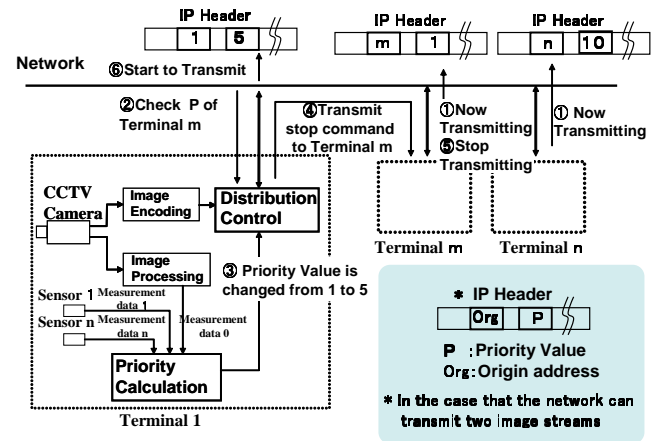 IP Header
1 5
IP Header
m 1
IP Header
n 10
Network
⑥Start to Transmit
②Check P of
Terminal m
④Transmit
stop command
to Terminal m
①Now
Transmitting
⑤Stop
Transmitting
① Now
Transmitting
CCTV
Camera
Image
Encoding
Distribution
Control
Image
Processing
③ Priority Value is
changed from 1 to 5
Sensor 1
Measurement
data 1
Sensor n
Measurement
data n
Measurement
data 0
Priority
Calculation
Terminal 1
Terminal m
Terminal n
* IP Header
Org P
P :Priority Value
Org:Origin address
* In the case that the network can
transmit two image streams